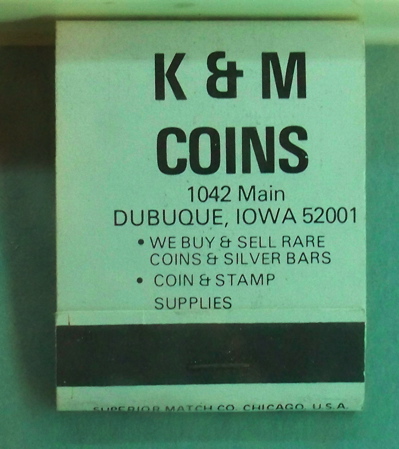 K & M
COINS
1042 Main
DUBUQUE, IOWA 52001
• WE BUY & SELL RARE
COINS & SILVER BARS
• COIN & STAMP
SUPPLIES
SUPERIOR MATCH CO. CHICAGO, U.S.A.